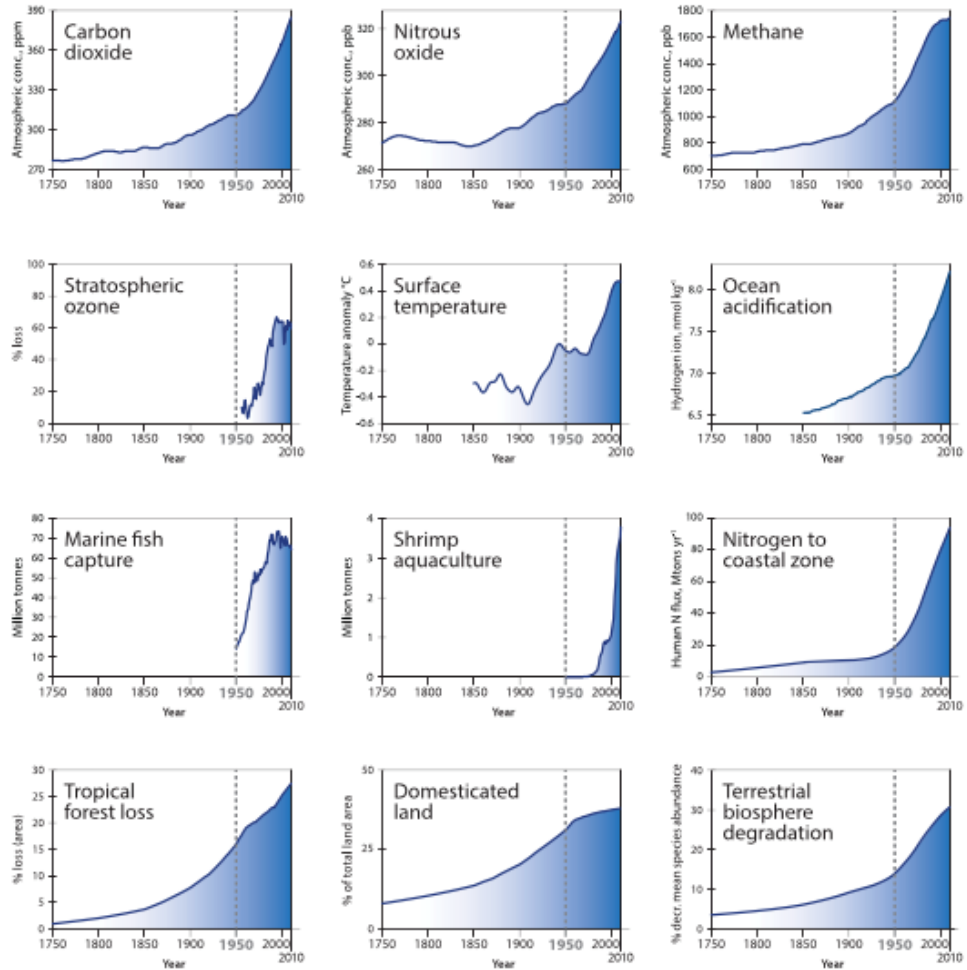 Carbon
dioxide
Atmospheric conc., ppm
390
360
330
300
270
1750 1800 1850 1900 1950 2000
2010
Year
Nitrous
oxide
Atmospheric conc., ppb
320
300
280
260
1750 1800 1850 1900 1950 2000
2010
Year
Methane
Atmospheric conc., ppb
1800
1600
1400
1200
1000
800
600
1750 1800 1850 1900 1950 2000
2010
Year
Stratospheric
ozone
% loss
100
80
60
40
20
0
1750 1800 1850 1900 1950 2000
2010
Year
Surface
temperature
Temperature anomaly °C
0.6
0.4
0.2
0
-0.2
-0.4
-0.6
1750 1800 1850 1900 1950 2000
2010
Year
Ocean
acidification
Hydrogen ion, nmol kg⁻¹
8.0
7.5
7.0
6.5
1750 1800 1850 1900 1950 2000
2010
Year
Marine fish
capture
Million tonnes
80
70
60
50
40
30
20
10
0
1750 1800 1850 1900 1950 2000
2010
Year
Shrimp
aquaculture
Million tonnes
4
3
2
1
0
1750 1800 1850 1900 1950 2000
2010
Year
Nitrogen to
coastal zone
Human N flux, Mtons yr⁻¹
100
80
60
40
20
0
1750 1800 1850 1900 1950 2000
2010
Year
Tropical
forest loss
% loss (area)
30
25
20
15
10
5
0
1750 1800 1850 1900 1950 2000
2010
Year
Domesticated
land
% of total land area
50
25
0
1750 1800 1850 1900 1950 2000
2010
Year
Terrestrial
biosphere
degradation
% decr. mean species abundance
40
30
20
10
0
1750 1800 1850 1900 1950 2000
2010
Year